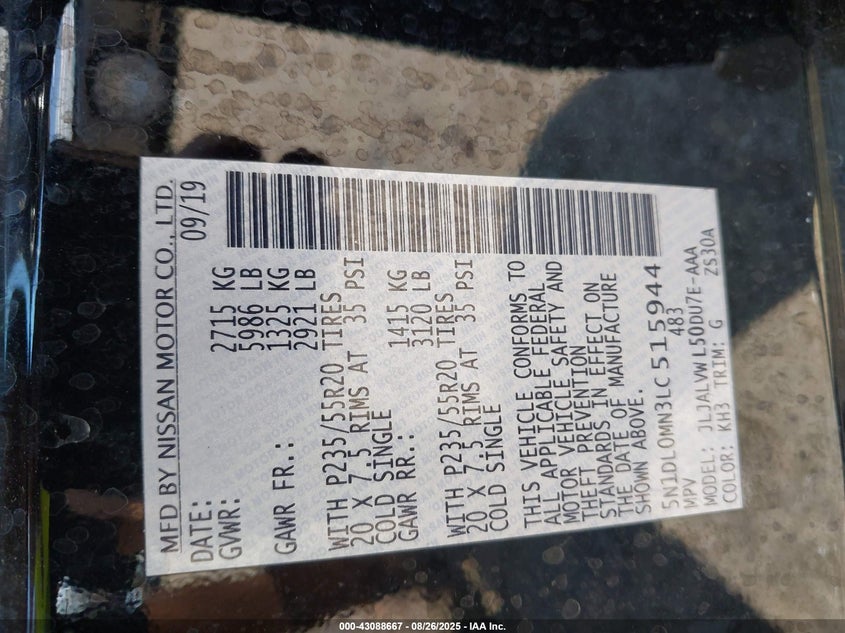 MFD BY NISSAN MOTOR CO., LTD.
DATE: 09/19
GVWR: 2715 KG
5986 LB
GAWR FR.: 1325 KG
2921 LB
WITH P235/55R20 TIRES
20 X 7.5 RIMS AT 35 PSI
COLD SINGLE
GAWR RR.: 1415 KG
3120 LB
WITH P235/55R20 TIRES
20 X 7.5 RIMS AT 35 PSI
COLD SINGLE
THIS VEHICLE CONFORMS TO
ALL APPLICABLE FEDERAL
MOTOR VEHICLE SAFETY AND
THEFT PREVENTION
STANDARDS IN EFFECT ON
THE DATE OF MANUFACTURE
SHOWN ABOVE.
5N1DL0MN3LC515944
MPV 483
MODEL: JLJALVWL50DU7E-AAA
COLOR: KH3 TRIM: G ZS30A
000-43088667 - 08/26/2025 - IAA Inc.